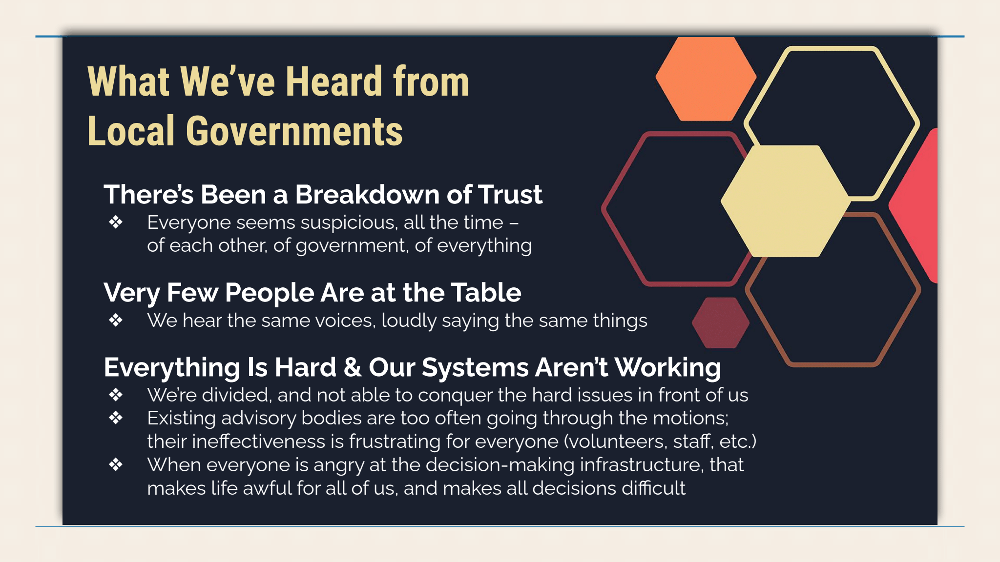 What We’ve Heard from
Local Governments
There’s Been a Breakdown of Trust
❖ Everyone seems suspicious, all the time –
of each other, of government, of everything
Very Few People Are at the Table
❖ We hear the same voices, loudly saying the same things
Everything Is Hard & Our Systems Aren’t Working
❖ We’re divided, and not able to conquer the hard issues in front of us
❖ Existing advisory bodies are too often going through the motions;
their ineffectiveness is frustrating for everyone (volunteers, staff, etc.)
❖ When everyone is angry at the decision-making infrastructure, that
makes life awful for all of us, and makes all decisions difficult